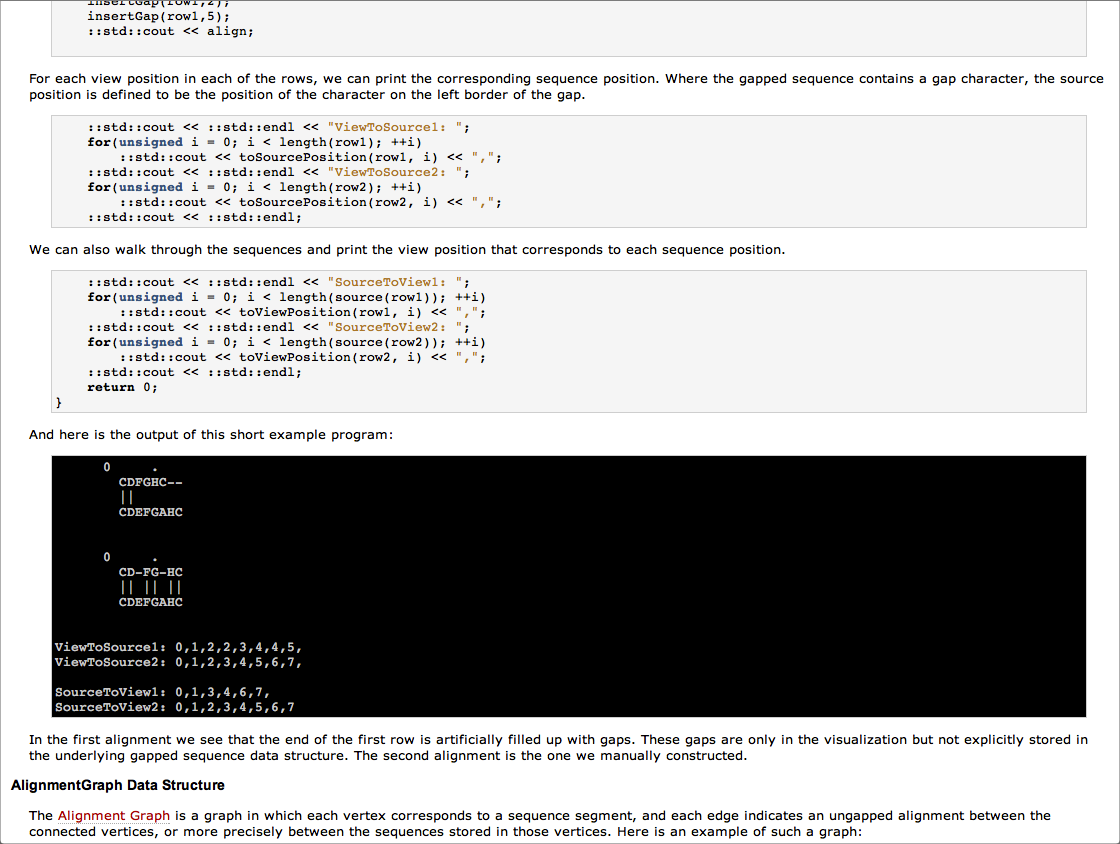 insertGap(row1,2);
insertGap(row1,5);
::std::cout << align;
For each view position in each of the rows, we can print the corresponding sequence position. Where the gapped sequence contains a gap character, the source
position is defined to be the position of the character on the left border of the gap.
::std::cout << ::std::endl << "ViewToSource1: ";
for(unsigned i = 0; i < length(row1); ++i)
::std::cout << toSourcePosition(row1, i) << ",";
::std::cout << ::std::endl << "ViewToSource2: ";
for(unsigned i = 0; i < length(row2); ++i)
::std::cout << toSourcePosition(row2, i) << ",";
::std::cout << ::std::endl;
We can also walk through the sequences and print the view position that corresponds to each sequence position.
::std::cout << ::std::endl << "SourceToView1: ";
for(unsigned i = 0; i < length(source(row1)); ++i)
::std::cout << toViewPosition(row1, i) << ",";
::std::cout << ::std::endl << "SourceToView2: ";
for(unsigned i = 0; i < length(source(row2)); ++i)
::std::cout << toViewPosition(row2, i) << ",";
::std::cout << ::std::endl;
return 0;
}
And here is the output of this short example program:
0     .
CDFGHC--
||
CDEFGAHC
0     .
CD-FG-HC
|| || ||
CDEFGAHC
ViewToSource1: 0,1,2,2,3,4,4,5,
ViewToSource2: 0,1,2,3,4,5,6,7,
SourceToView1: 0,1,3,4,6,7,
SourceToView2: 0,1,2,3,4,5,6,7
In the first alignment we see that the end of the first row is artificially filled up with gaps. These gaps are only in the visualization but not explicitly stored in
the underlying gapped sequence data structure. The second alignment is the one we manually constructed.
AlignmentGraph Data Structure
The Alignment Graph is a graph in which each vertex corresponds to a sequence segment, and each edge indicates an ungapped alignment between the
connected vertices, or more precisely between the sequences stored in those vertices. Here is an example of such a graph: